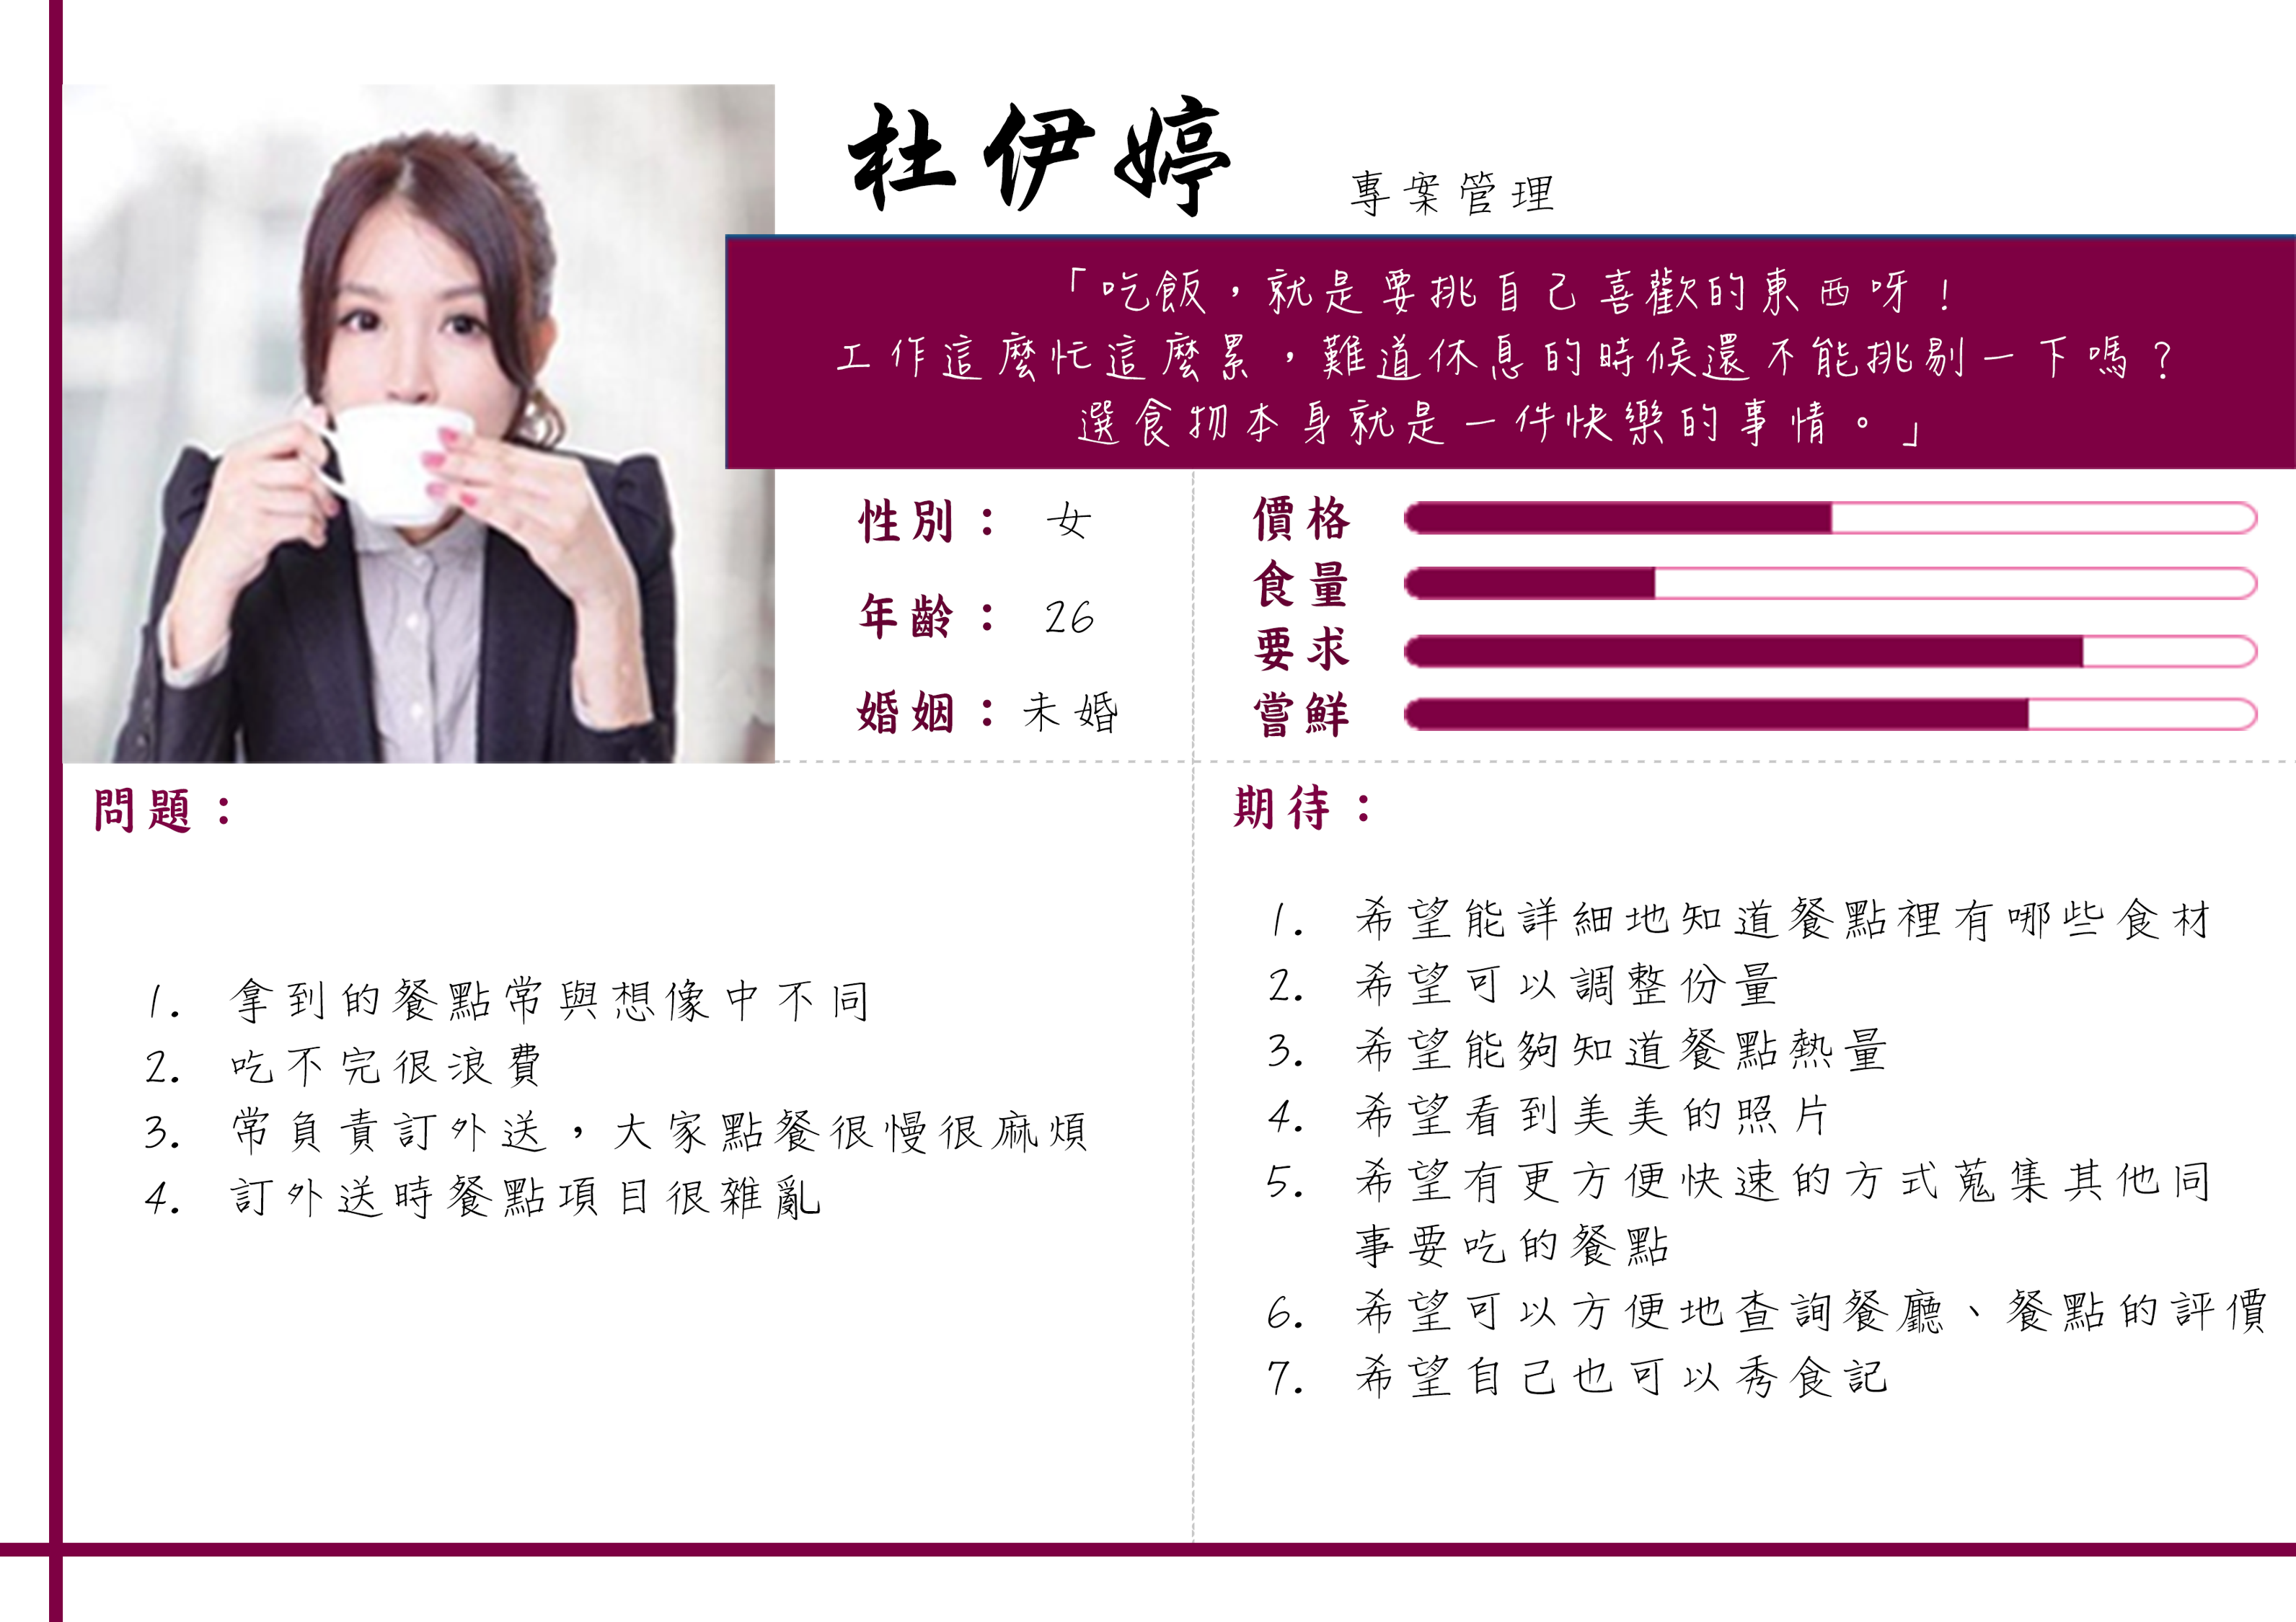 杜伊婷
專案管理
「吃飯，就是要挑自己喜歡的東西呀！
工作這麼忙這麼累，難道休息的時候還不能挑剔一下嗎？
選食物本身就是一件快樂的事情。」
性別： 女
年齡： 26
婚姻：未婚
價格
食量
要求
嘗鮮
問題：
1. 拿到的餐點常與想像中不同
2. 吃不完很浪費
3. 常負責訂外送，大家點餐很慢很麻煩
4. 訂外送時餐點項目很雜亂
期待：
1. 希望能詳細地知道餐點裡有哪些食材
2. 希望可以調整份量
3. 希望能夠知道餐點熱量
4. 希望看到美美的照片
5. 希望有更方便快速的方式蒐集其他同
事要吃的餐點
6. 希望可以方便地查詢餐廳、餐點的評價
7. 希望自己也可以秀食記